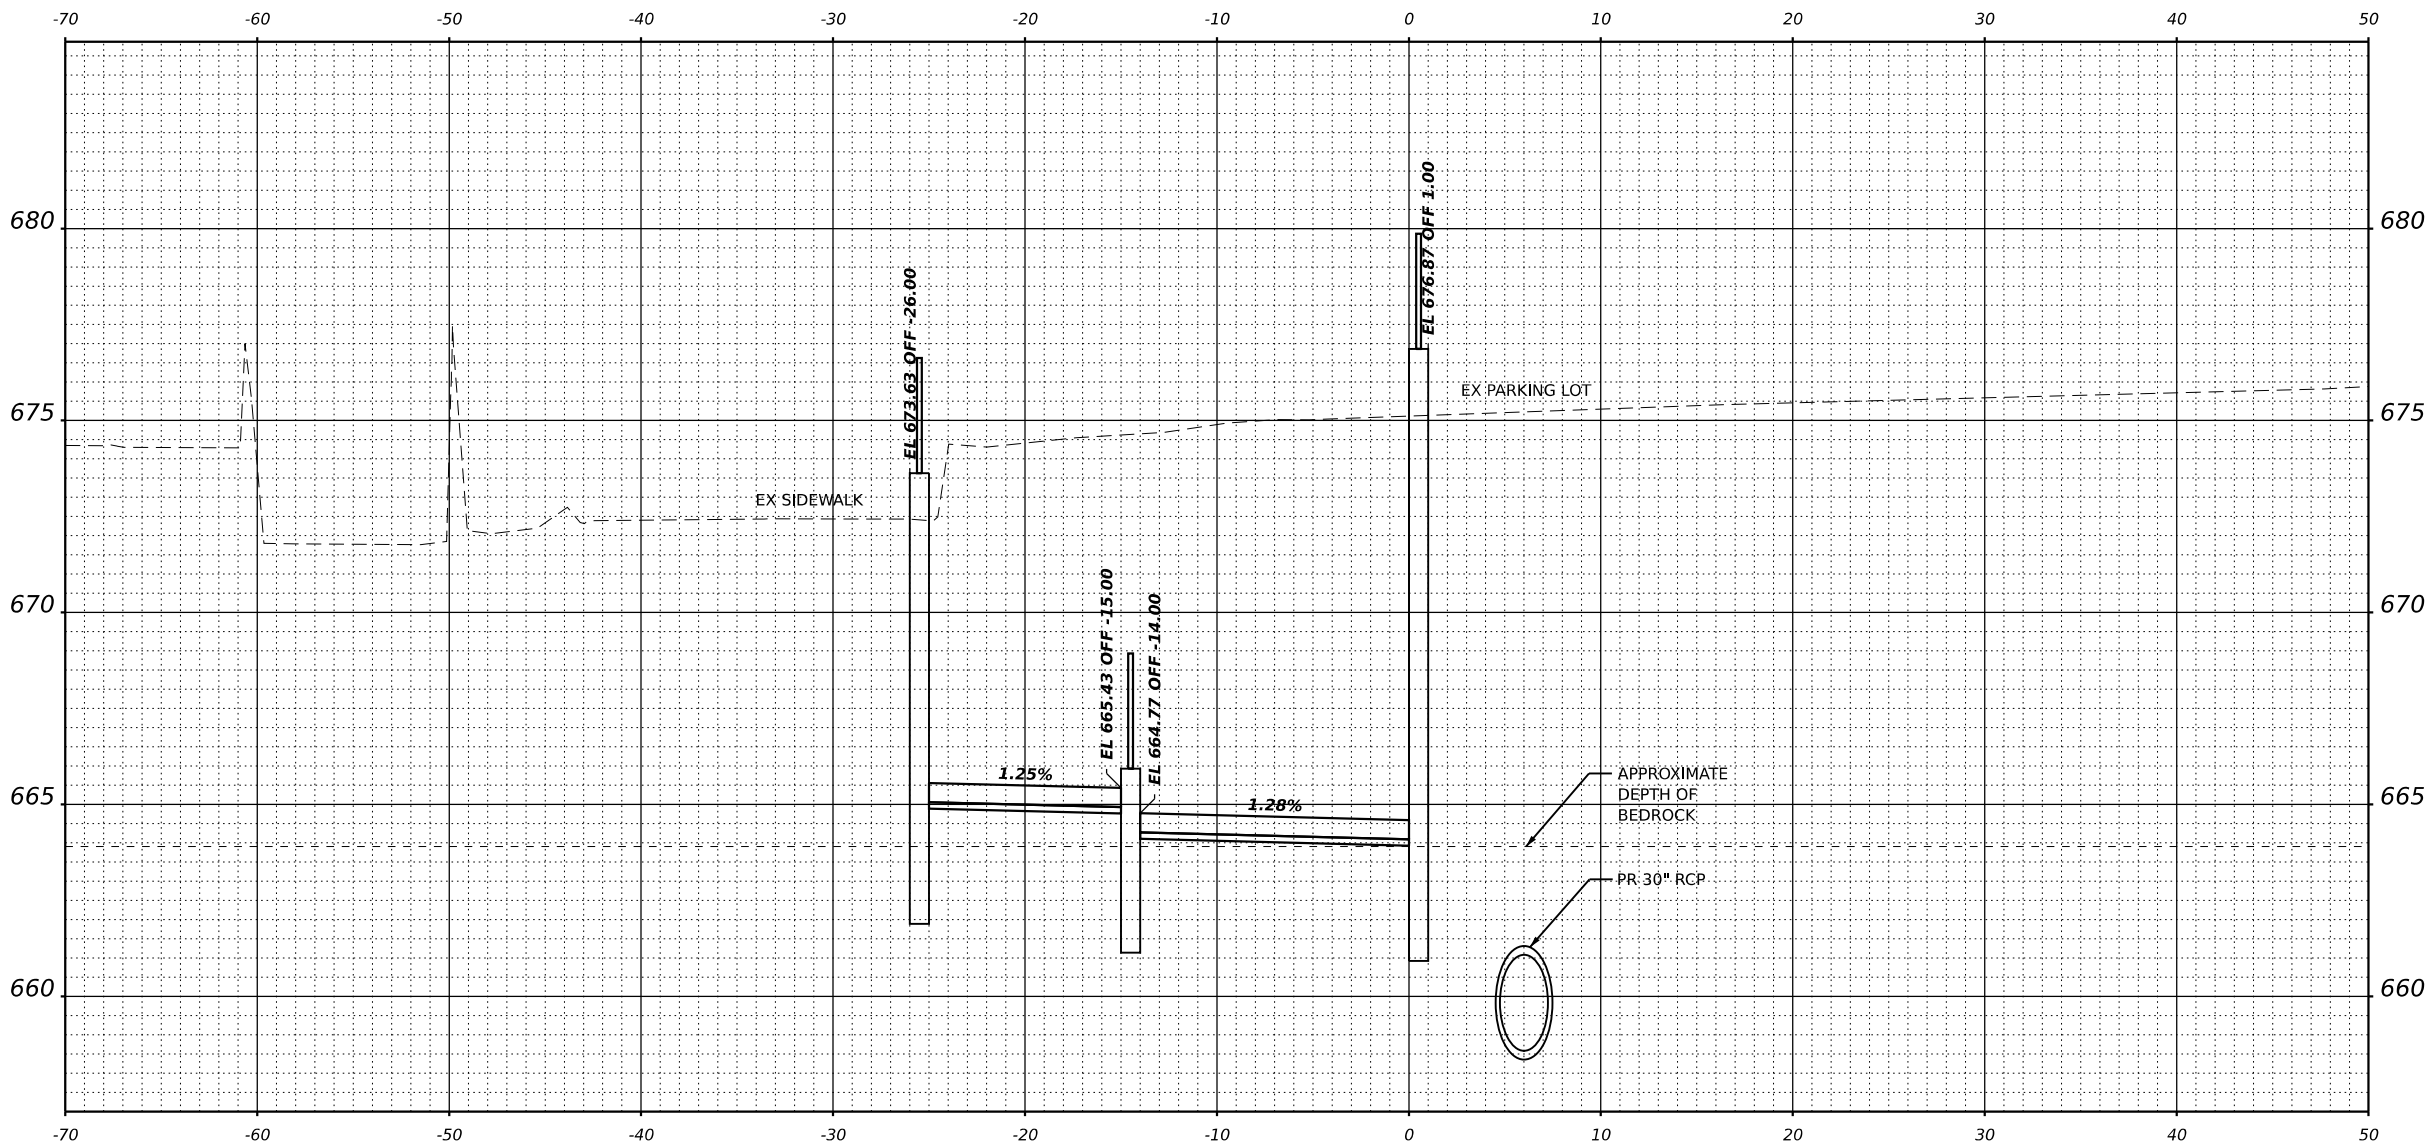 -70 -60 -50 -40 -30 -20 -10 0 10 20 30 40 50
EL 676.87 OFF 1.00
680 680
EL 673.63 OFF -26.00
EX PARKING LOT
675 675
EX SIDEWALK
EL 665.43 OFF -15.00
EL 664.77 OFF -14.00
670 670
1.25%
APPROXIMATE
DEPTH OF
BEDROCK
665 665
1.28%
PR 30" RCP
660 660
-70 -60 -50 -40 -30 -20 -10 0 10 20 30 40 50